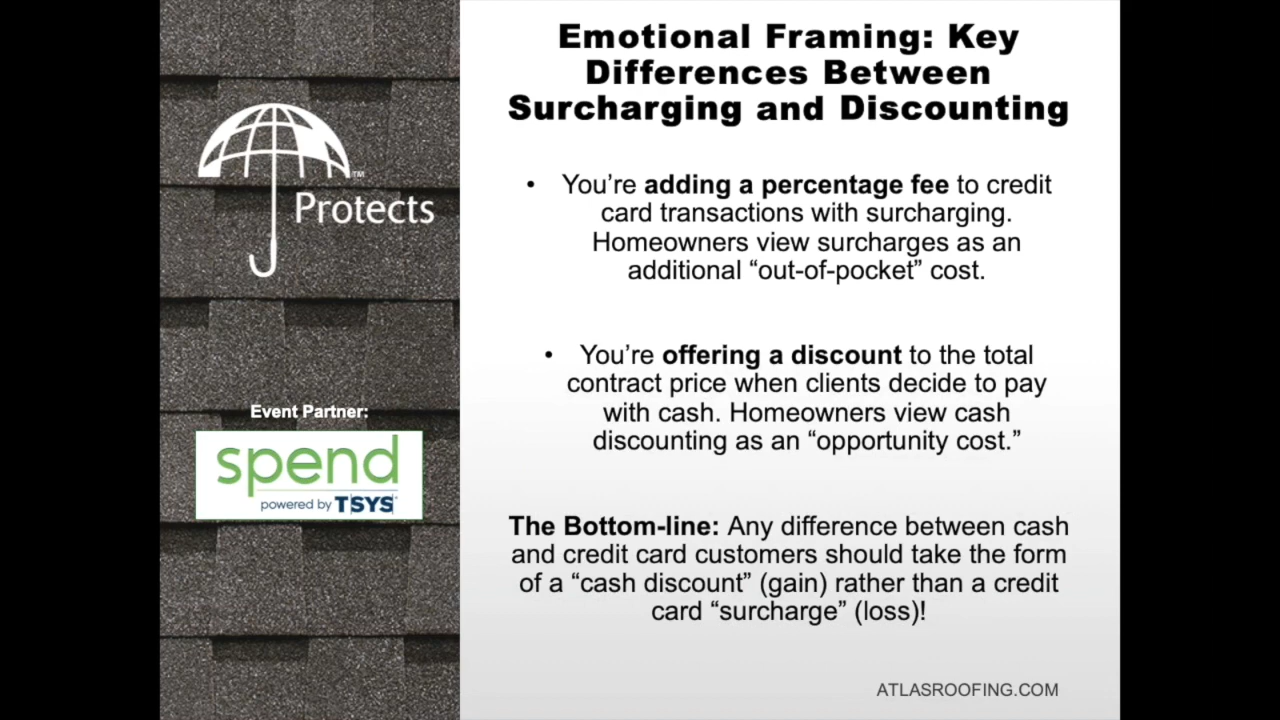 Emotional Framing: Key
Differences Between
Surcharging and Discounting
™
Protects
• You’re adding a percentage fee to credit
card transactions with surcharging.
Homeowners view surcharges as an
additional “out-of-pocket” cost.
• You’re offering a discount to the total
contract price when clients decide to pay
with cash. Homeowners view cash
discounting as an “opportunity cost.”
Event Partner:
spend
powered by TSYS®
The Bottom-line: Any difference between cash
and credit card customers should take the form
of a “cash discount” (gain) rather than a credit
card “surcharge” (loss)!
ATLASROOFING.COM